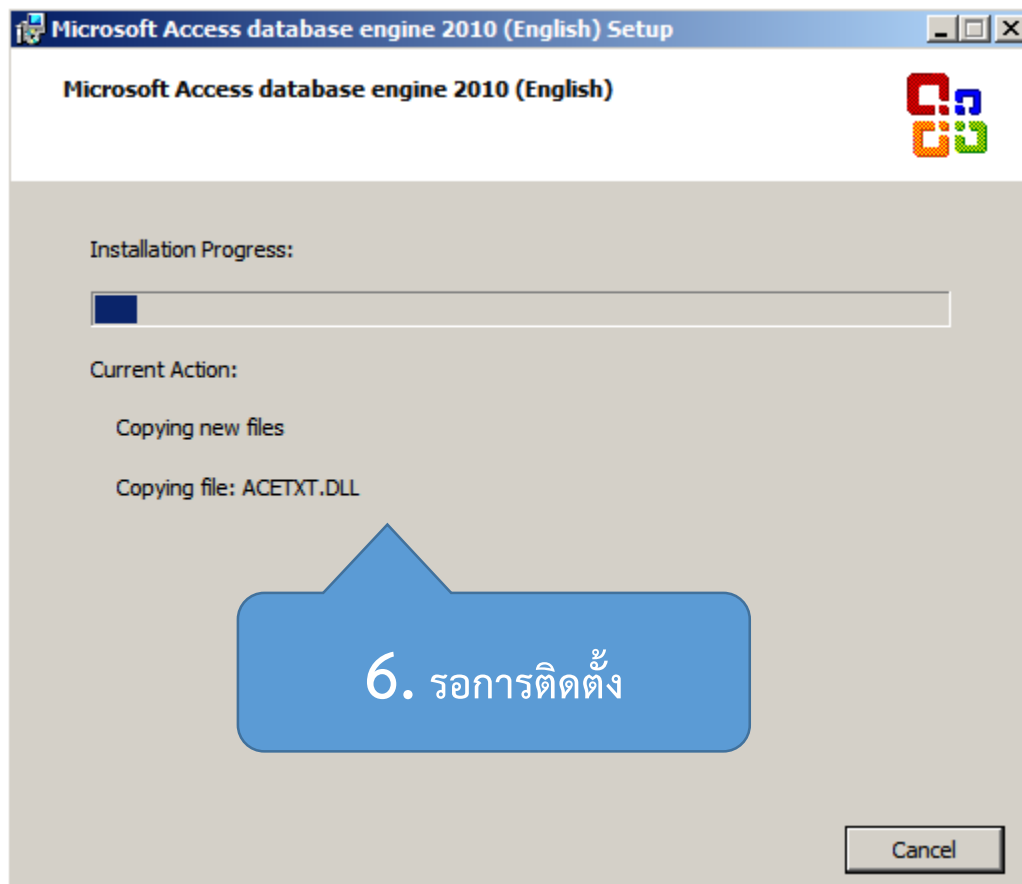 Microsoft Access database engine 2010 (English) Setup
Microsoft Access database engine 2010 (English)
Installation Progress:
Current Action:
Copying new files
Copying file: ACETXT.DLL
6. รอการติดตั้ง
Cancel